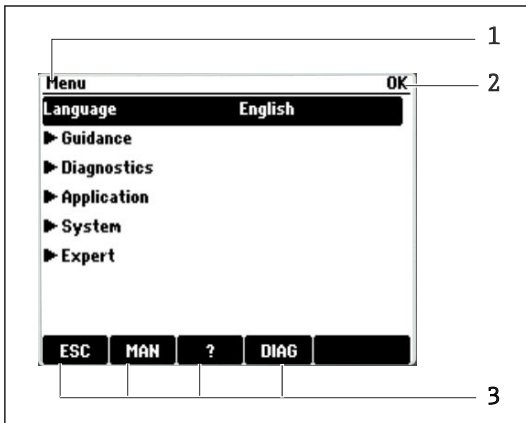 1
Menu OK 2
Language English
Guidance
Diagnostics
Application
System
Expert
ESC MAN ? DIAG
3